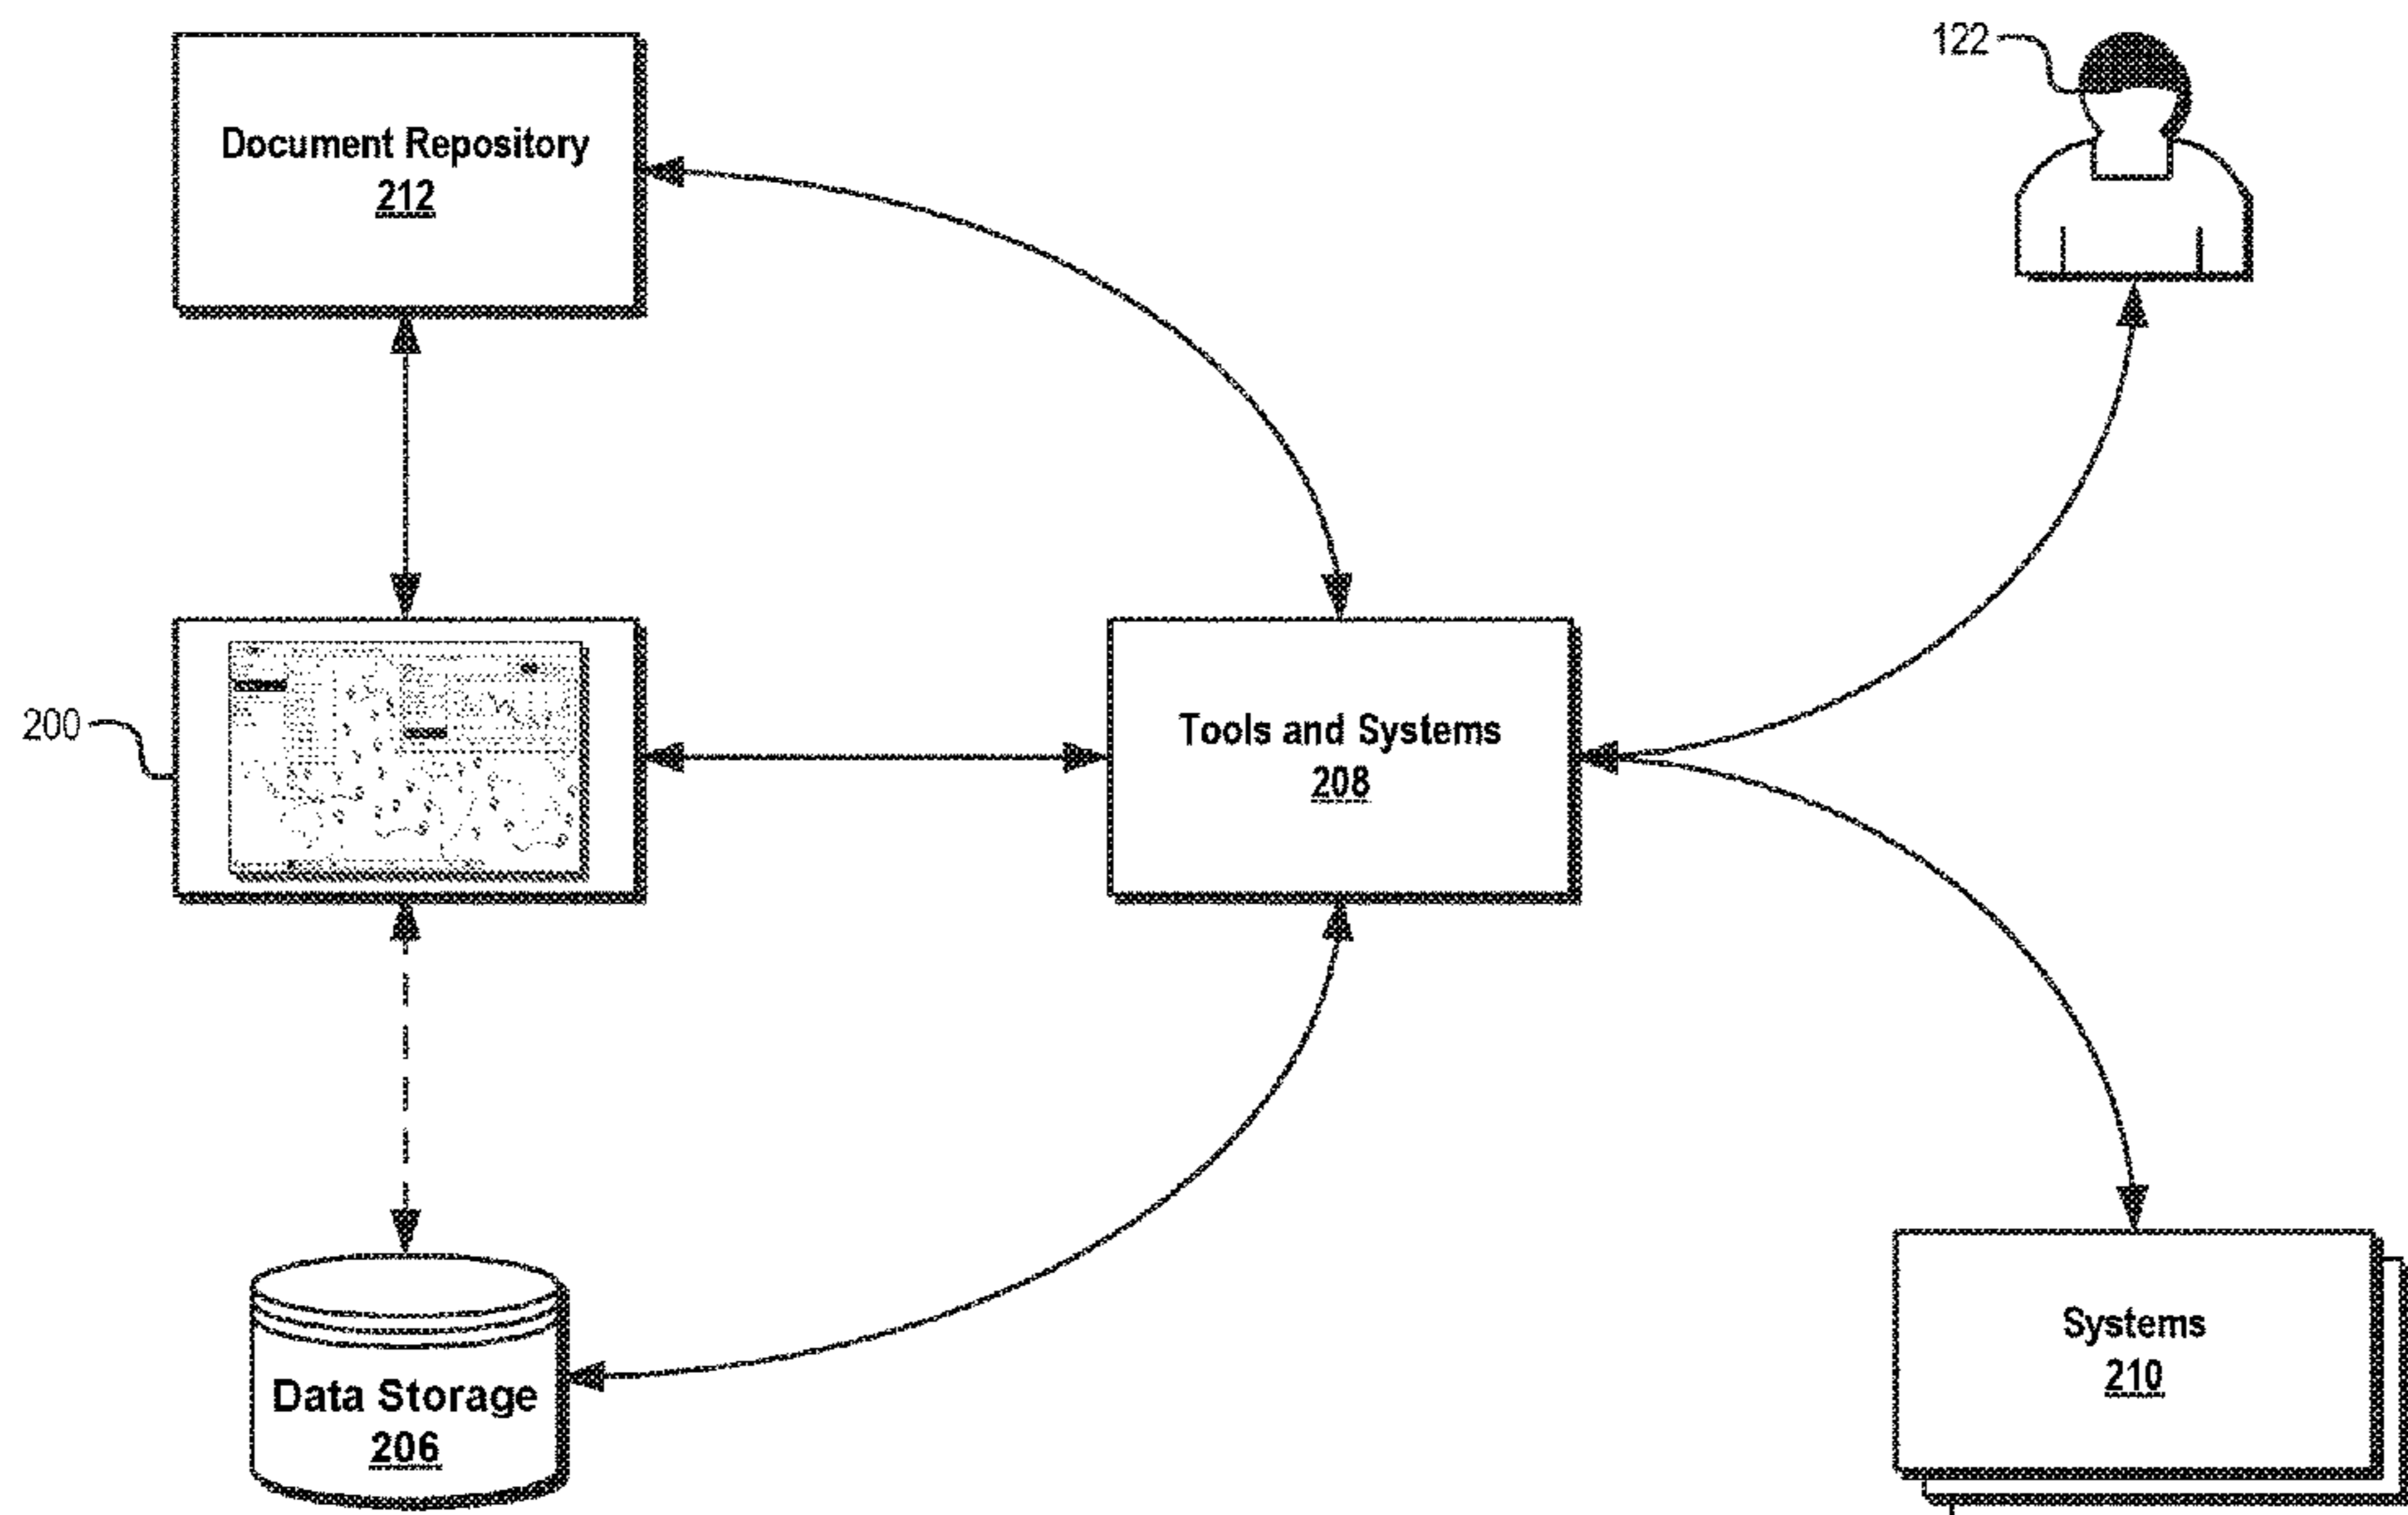 122
Document Repository
212
200
Tools and Systems
208
Data Storage
206
Systems
210